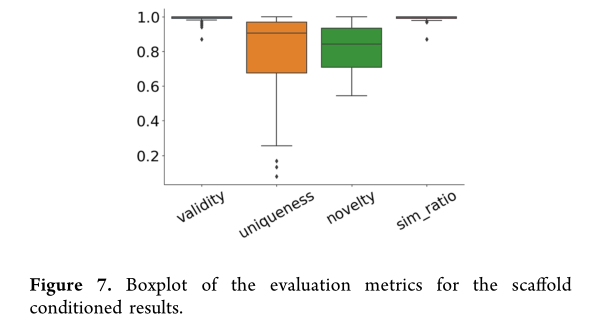 1.0
0.8
0.6
0.4
0.2
validity
uniqueness
novelty
sim_ratio
Figure 7. Boxplot of the evaluation metrics for the scaffold
conditioned results.